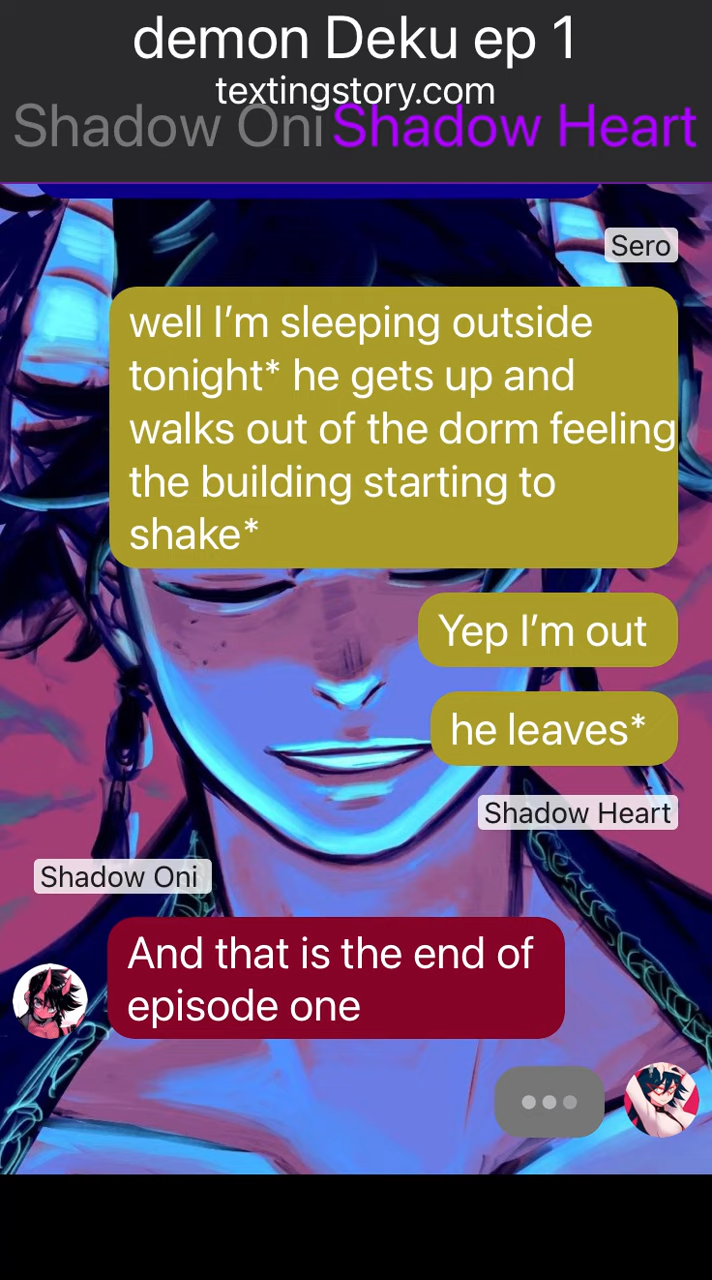 demon Deku ep 1
textingstory.com
Shadow Oni Shadow Heart
Sero
well I’m sleeping outside
tonight* he gets up and
walks out of the dorm feeling
the building starting to
shake*
Yep I’m out
he leaves*
Shadow Heart
Shadow Oni
And that is the end of
episode one